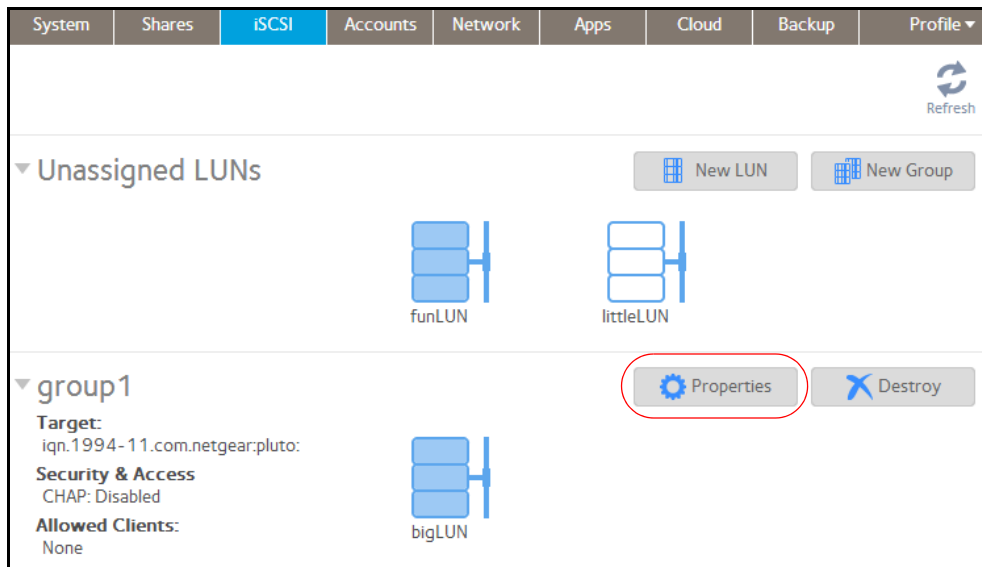 System Shares iSCSI Accounts Network Apps Cloud Backup Profile
Refresh
Unassigned LUNs New LUN New Group
funLUN littleLUN
group1 Properties Destroy
Target:
iqn.1994-11.com.netgear:pluto:
Security & Access
CHAP: Disabled
Allowed Clients:
None
bigLUN